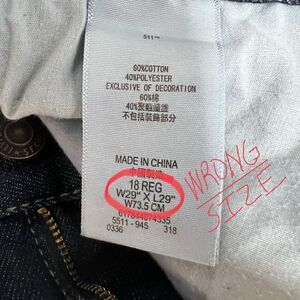 511™
60%COTTON
40%POLYESTER
EXCLUSIVE OF DECORATION
60%棉
40%聚酯纖維
不包括裝飾部份
MADE IN CHINA
中國製造
18 REG
W29" X L29"
W73.5 CM
5511 - 945 318
0336
WRONG
SIZE